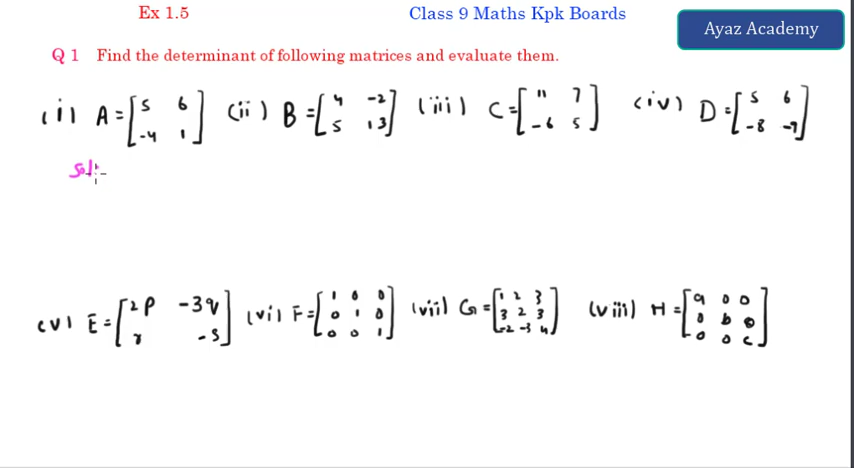 Ex 1.5 Class 9 Maths Kpk Boards Ayaz Academy
Q 1 Find the determinant of following matrices and evaluate them.
(i) A = [5 6 (ii) B = [4 -2 (iii) C = [11 7 (iv) D = [5 6
-4 1] 5 13] -6 5] -8 -9]
Sol:-
(v) E = [2p -3q (vi) F = [1 0 0 (vii) G = [1 2 3 (viii) H = [a 0 0
r -s] 0 1 0 3 2 3 0 b 0
0 0 1] -2 -3 4] 0 0 c]